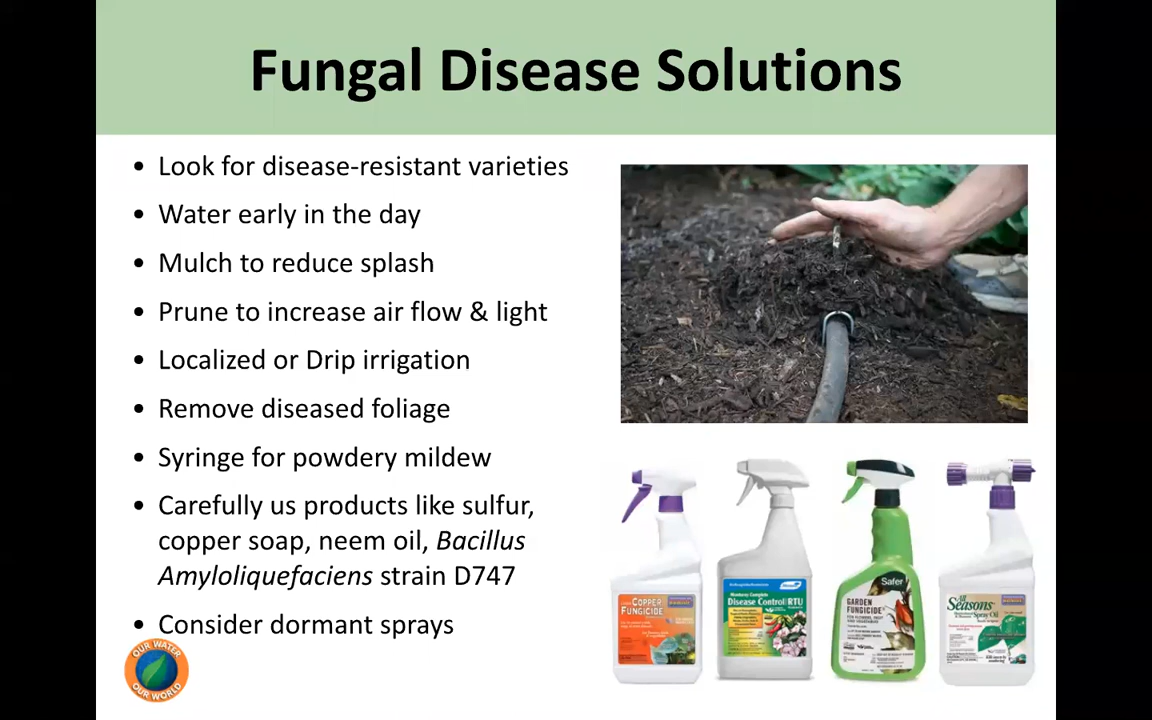 Fungal Disease Solutions
• Look for disease-resistant varieties
• Water early in the day
• Mulch to reduce splash
• Prune to increase air flow & light
• Localized or Drip irrigation
• Remove diseased foliage
• Syringe for powdery mildew
• Carefully us products like sulfur,
copper soap, neem oil, Bacillus
Amyloliquefaciens strain D747
• Consider dormant sprays
OUR WATER
OUR WORLD
COPPER
FUNGICIDE
Disease Control RTU
Safer
GARDEN
FUNGICIDE
All
Seasons
Spray Oil